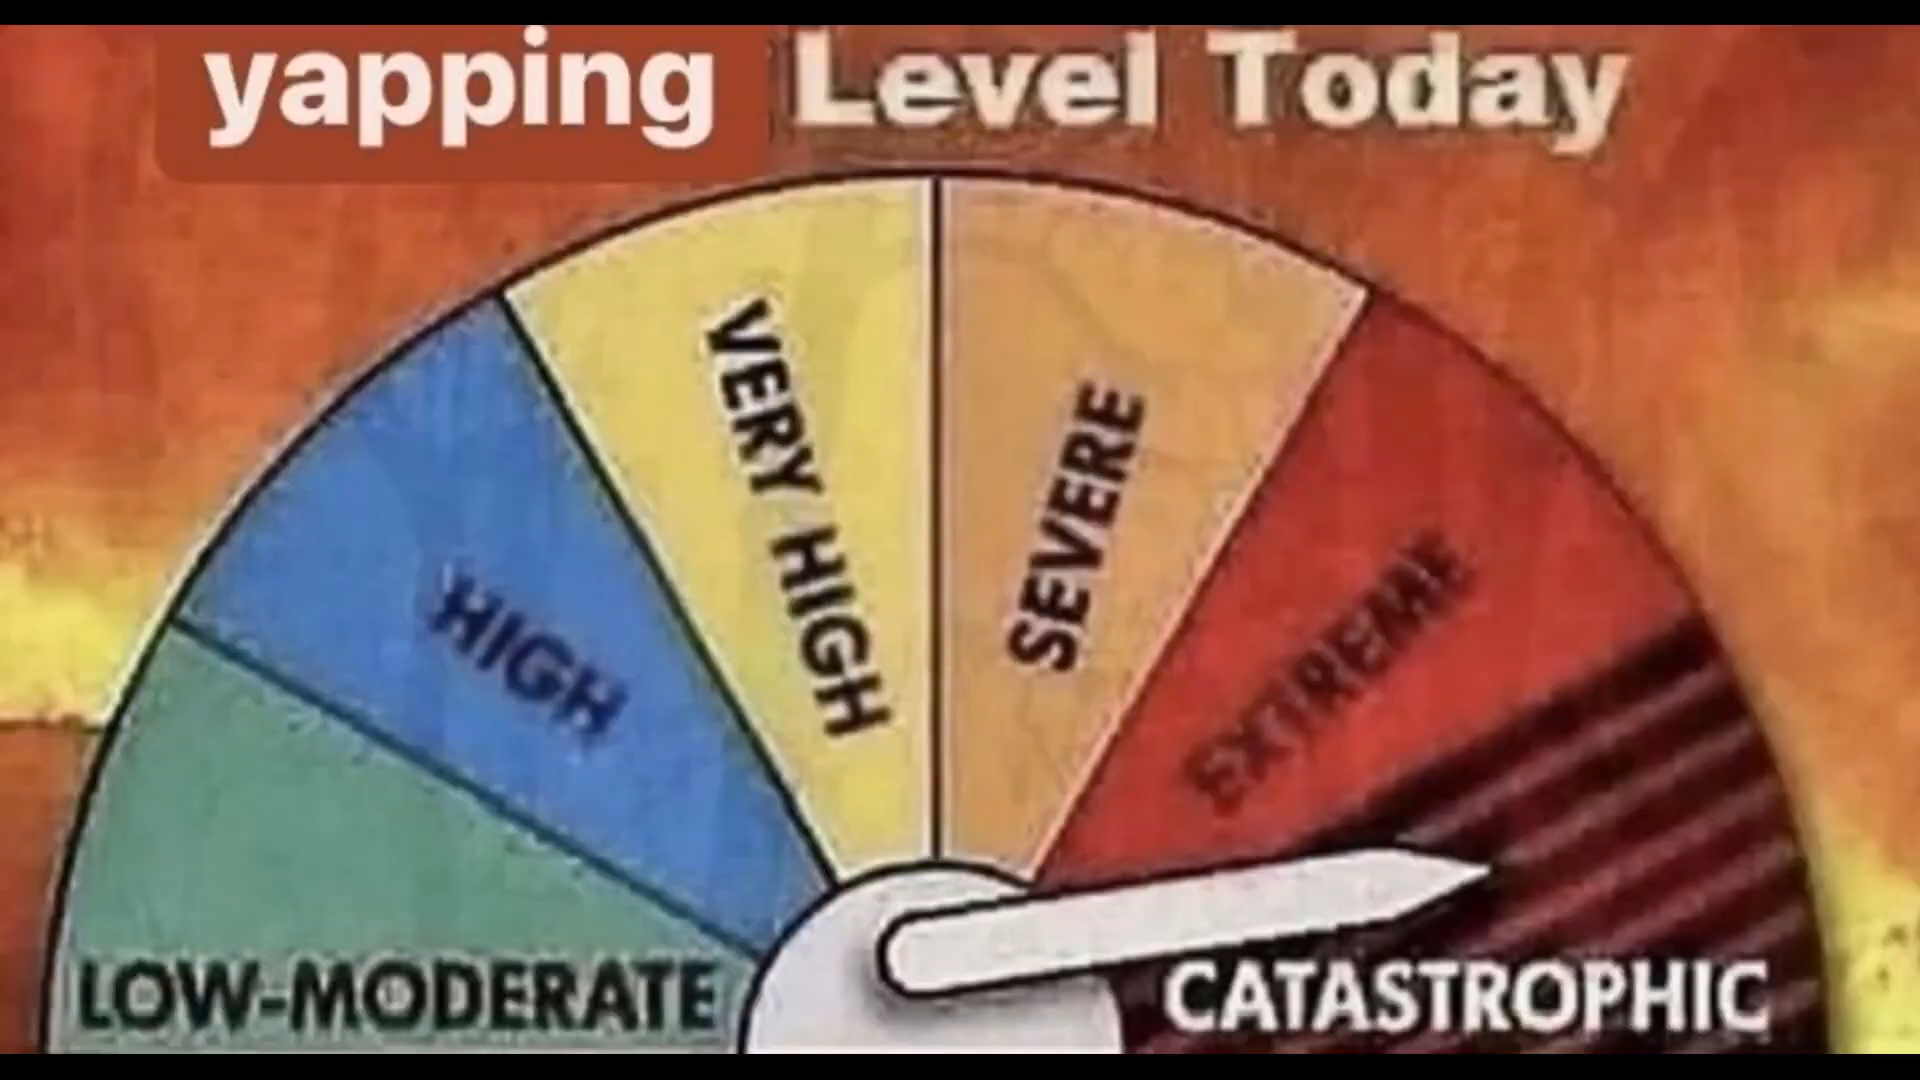 yapping Level Today
VERY HIGH
SEVERE
HIGH
EXTREME
LOW-MODERATE
CATASTROPHIC